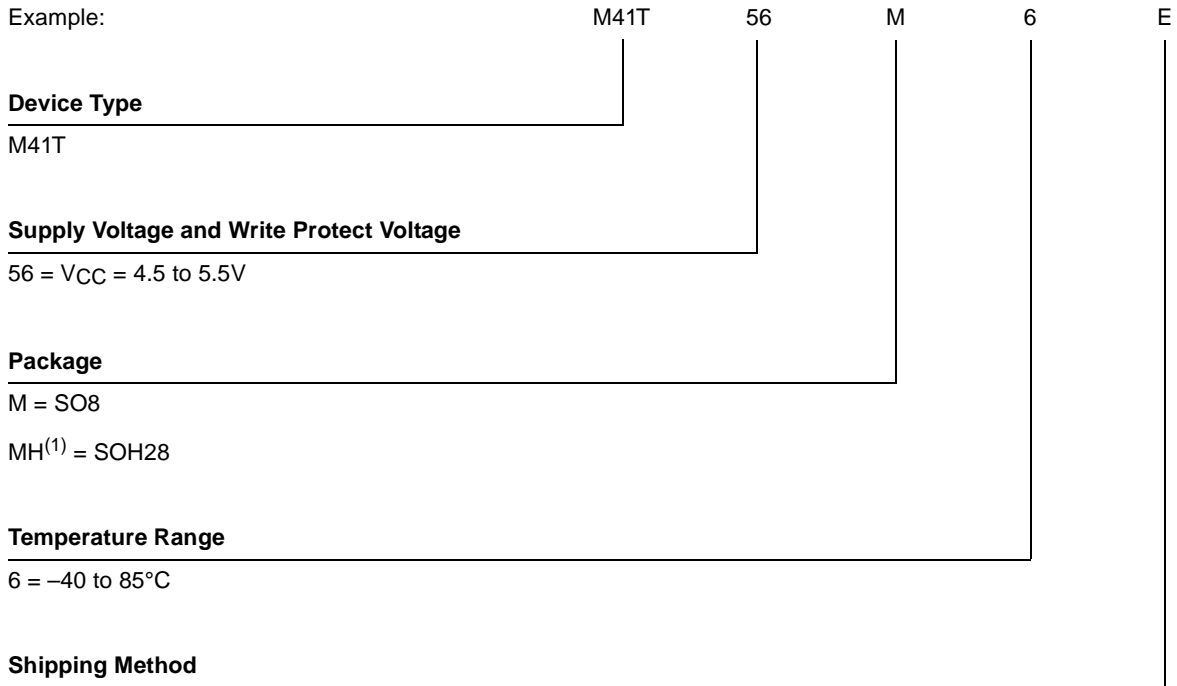 Example: M41T 56 M 6 E
Device Type
M41T
Supply Voltage and Write Protect Voltage
56 = VCC = 4.5 to 5.5V
Package
M = SO8
MH(1) = SOH28
Temperature Range
6 = –40 to 85°C
Shipping Method